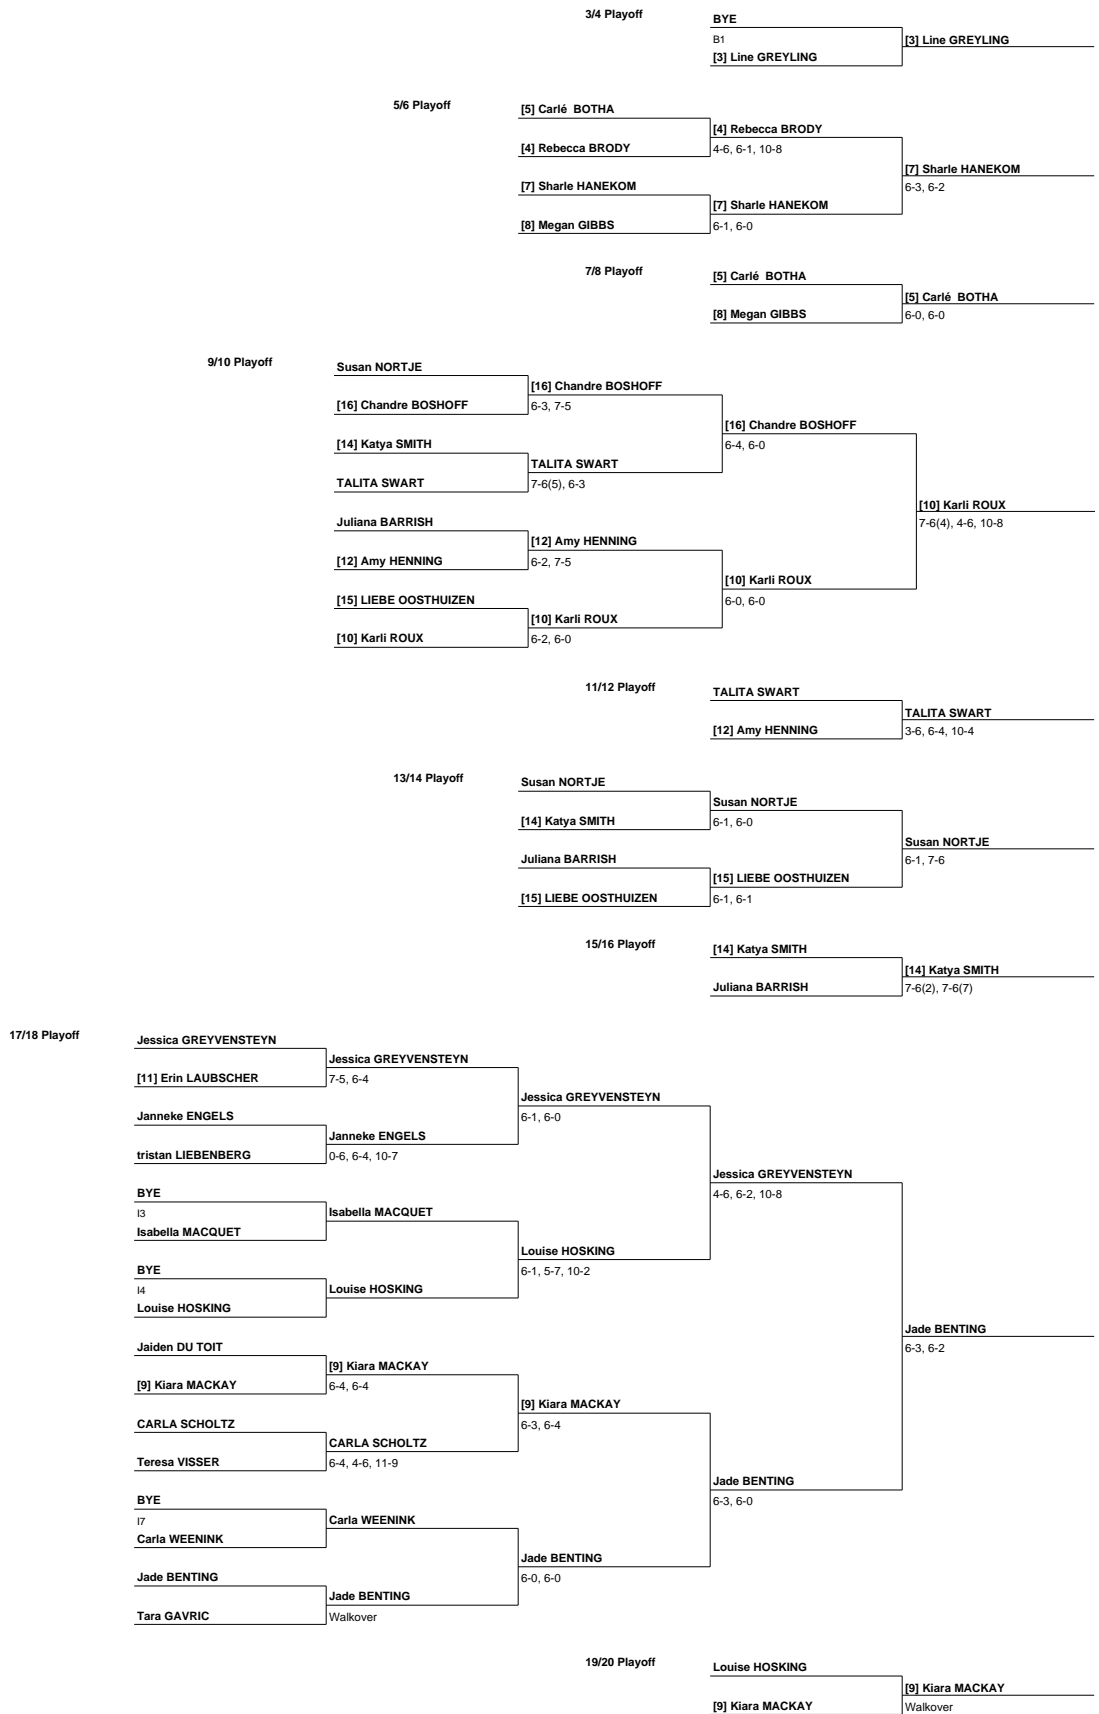 3/4 Playoff
BYE
B1
[3] Line GREYLING
[3] Line GREYLING
5/6 Playoff
[5] Carlé BOTHA
[4] Rebecca BRODY
[4] Rebecca BRODY
4-6, 6-1, 10-8
[7] Sharle HANEKOM
6-3, 6-2
[7] Sharle HANEKOM
[7] Sharle HANEKOM
[8] Megan GIBBS
6-1, 6-0
7/8 Playoff
[5] Carlé BOTHA
[5] Carlé BOTHA
[8] Megan GIBBS
6-0, 6-0
9/10 Playoff
Susan NORTJE
[16] Chandre BOSHOFF
[16] Chandre BOSHOFF
6-3, 7-5
[16] Chandre BOSHOFF
6-4, 6-0
[14] Katya SMITH
TALITA SWART
TALITA SWART
7-6(5), 6-3
[10] Karli ROUX
7-6(4), 4-6, 10-8
Juliana BARRISH
[12] Amy HENNING
[12] Amy HENNING
6-2, 7-5
[10] Karli ROUX
6-0, 6-0
[15] LIEBE OOSTHUIZEN
[10] Karli ROUX
[10] Karli ROUX
6-2, 6-0
11/12 Playoff
TALITA SWART
TALITA SWART
[12] Amy HENNING
3-6, 6-4, 10-4
13/14 Playoff
Susan NORTJE
Susan NORTJE
[14] Katya SMITH
6-1, 6-0
Susan NORTJE
6-1, 7-6
Juliana BARRISH
[15] LIEBE OOSTHUIZEN
[15] LIEBE OOSTHUIZEN
6-1, 6-1
15/16 Playoff
[14] Katya SMITH
[14] Katya SMITH
Juliana BARRISH
7-6(2), 7-6(7)
17/18 Playoff
Jessica GREYVENSTEYN
Jessica GREYVENSTEYN
[11] Erin LAUBSCHER
7-5, 6-4
Jessica GREYVENSTEYN
6-1, 6-0
Janneke ENGELS
Janneke ENGELS
tristan LIEBENBERG
0-6, 6-4, 10-7
Jessica GREYVENSTEYN
4-6, 6-2, 10-8
BYE
I3
Isabella MACQUET
Isabella MACQUET
Louise HOSKING
6-1, 5-7, 10-2
BYE
I4
Louise HOSKING
Louise HOSKING
Jade BENTING
6-3, 6-2
Jaiden DU TOIT
[9] Kiara MACKAY
[9] Kiara MACKAY
6-4, 6-4
[9] Kiara MACKAY
6-3, 6-4
CARLA SCHOLTZ
CARLA SCHOLTZ
Teresa VISSER
6-4, 4-6, 11-9
Jade BENTING
6-3, 6-0
BYE
I7
Carla WEENINK
Carla WEENINK
Jade BENTING
6-0, 6-0
Jade BENTING
Jade BENTING
Tara GAVRIC
Walkover
19/20 Playoff
Louise HOSKING
[9] Kiara MACKAY
[9] Kiara MACKAY
Walkover